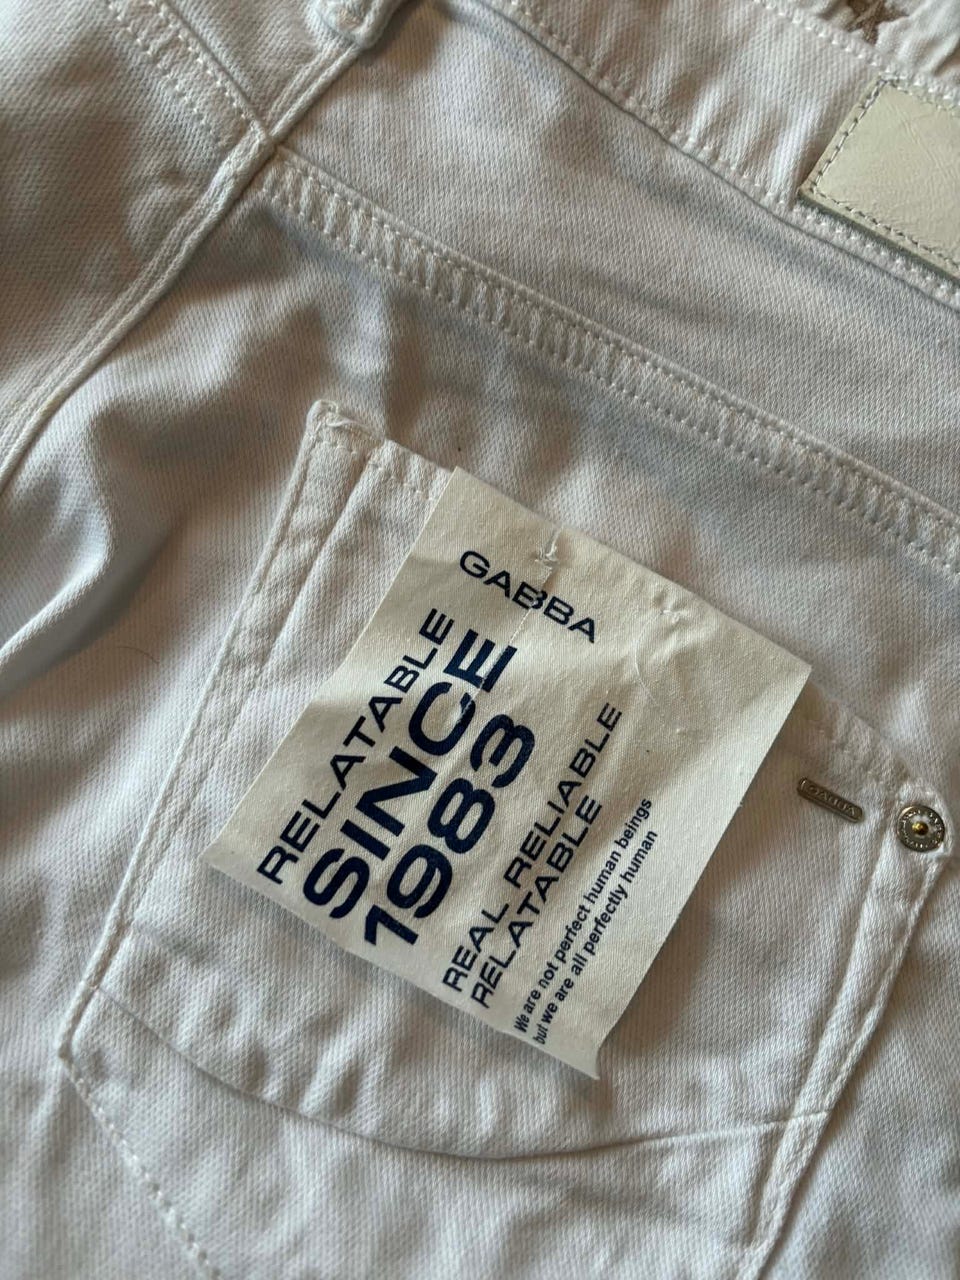 GABBA
RELATABLE
SINCE
1983
REAL RELIABLE
RELATABLE
We are not perfect human beings
but we are all perfectly human
GABBA